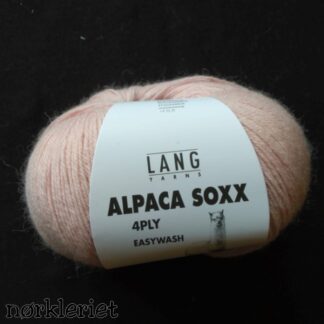 LANG
YARNS
ALPACA SOXX
4PLY
EASYWASH
nørkleriet